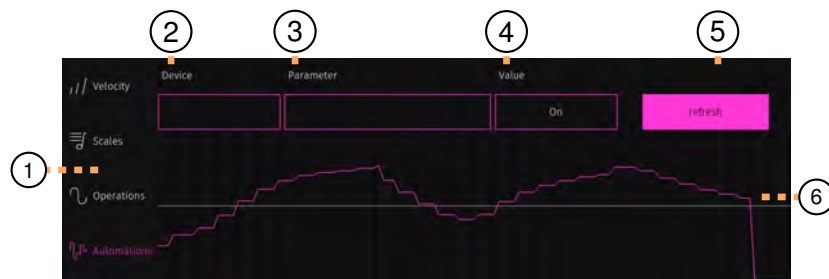 2 3 4 5
Device Parameter Value
Velocity
On refresh
Scales
1
Operations
6
Automations